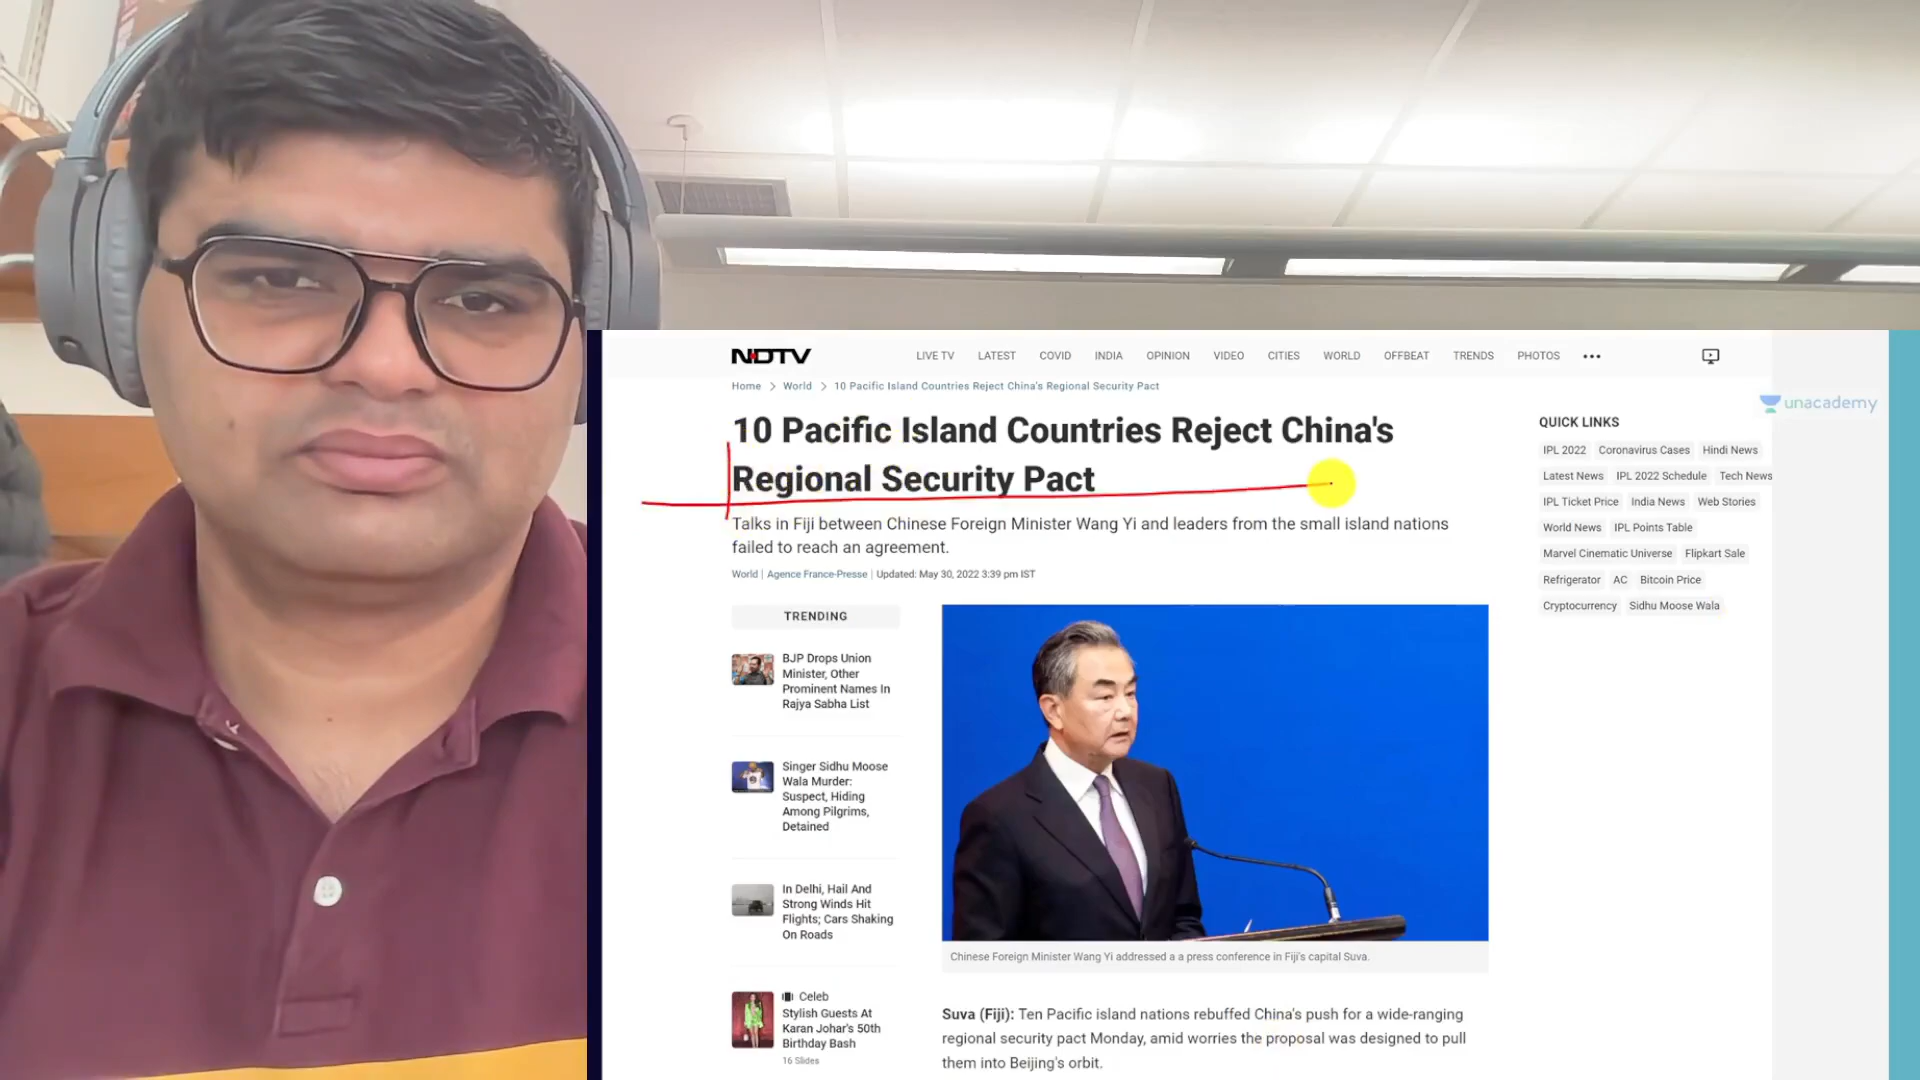 NDTV
LIVE TV LATEST COVID INDIA OPINION VIDEO CITIES WORLD OFFBEAT TRENDS PHOTOS •••
Home > World > 10 Pacific Island Countries Reject China's Regional Security Pact
unacademy
10 Pacific Island Countries Reject China's
Regional Security Pact
Talks in Fiji between Chinese Foreign Minister Wang Yi and leaders from the small island nations
failed to reach an agreement.
World | Agence France-Presse | Updated: May 30, 2022 3:39 pm IST
TRENDING
BJP Drops Union
Minister, Other
Prominent Names In
Rajya Sabha List
Singer Sidhu Moose
Wala Murder:
Suspect, Hiding
Among Pilgrims,
Detained
In Delhi, Hail And
Strong Winds Hit
Flights; Cars Shaking
On Roads
Celeb
Stylish Guests At
Karan Johar's 50th
Birthday Bash
16 Slides
Chinese Foreign Minister Wang Yi addressed a a press conference in Fiji's capital Suva.
Suva (Fiji): Ten Pacific island nations rebuffed China's push for a wide-ranging
regional security pact Monday, amid worries the proposal was designed to pull
them into Beijing's orbit.
QUICK LINKS
IPL 2022 Coronavirus Cases Hindi News
Latest News IPL 2022 Schedule Tech News
IPL Ticket Price India News Web Stories
World News IPL Points Table
Marvel Cinematic Universe Flipkart Sale
Refrigerator AC Bitcoin Price
Cryptocurrency Sidhu Moose Wala